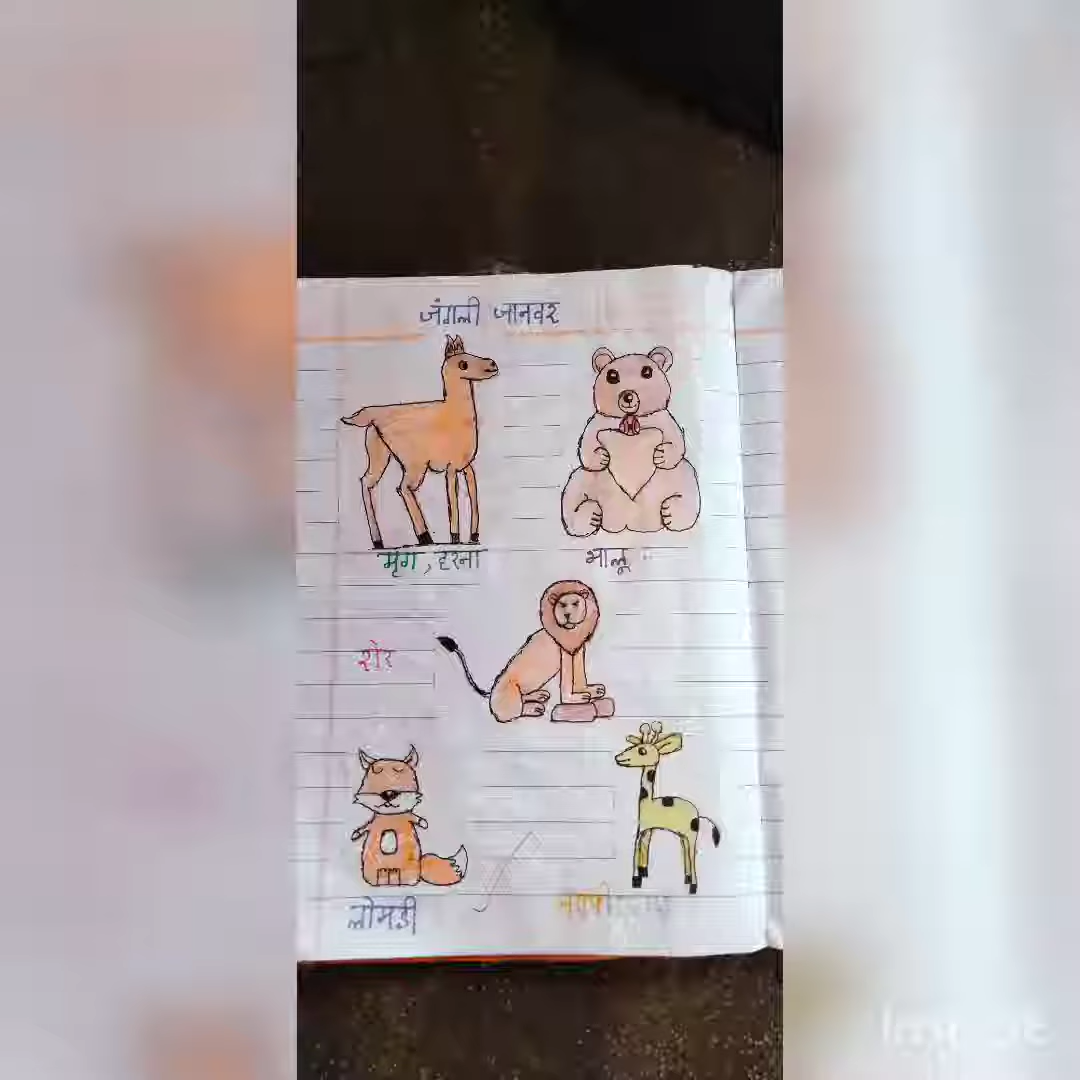 जंगली जानवर
मृग, हरना
भालू
शेर
लोमडी